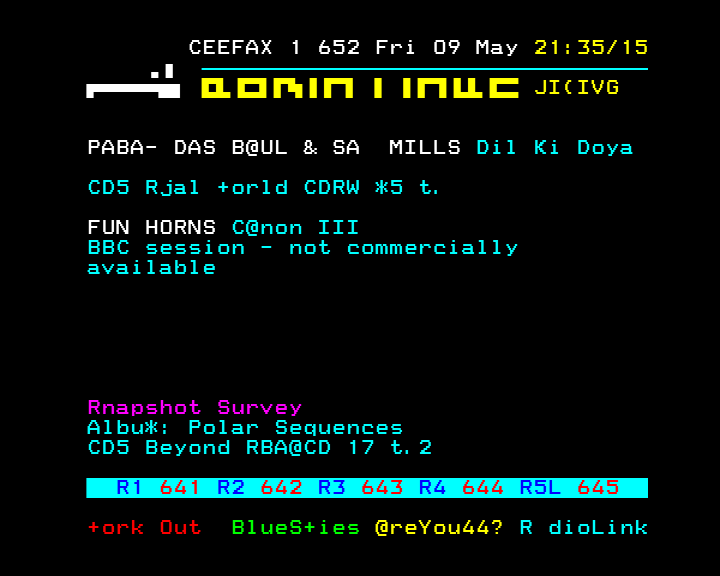 CEEFAX 1 652 Fri 09 May 21:35/15
JI(IVG
PABA- DAS B@UL & SA  MILLS Dil Ki Doya
CD5 Rjal +orld CDRW *5 t.
FUN HORNS C@non III
BBC session - not commercially
available
Rnapshot Survey
Albu*: Polar Sequences
CD5 Beyond RBA@CD 17 t.2
R1 641 R2 642 R3 643 R4 644 R5L 645
+ork Out  BlueS+ies @reYou44? R dioLink